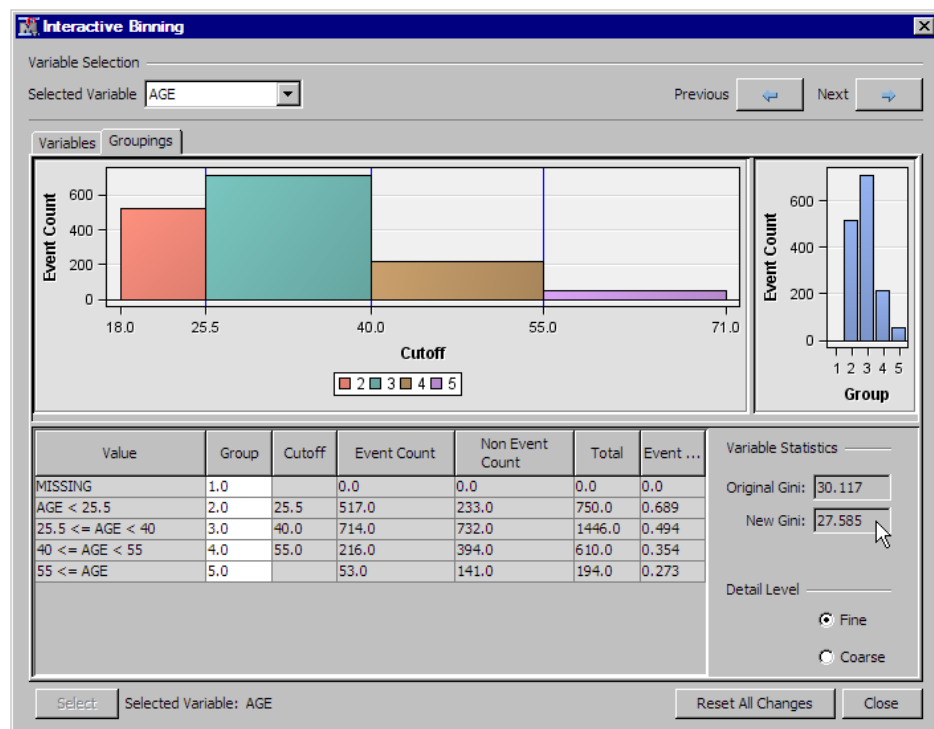 Interactive Binning
Variable Selection
Selected Variable AGE Previous Next
Variables Groupings
Event Count
600
400
200
0
18.0 25.5 40.0 55.0 71.0
Cutoff
2 3 4 5
Event Count
600
400
200
0
1 2 3 4 5
Group
Value Group Cutoff Event Count Non Event Count Total Event ...
MISSING 1.0 0.0 0.0 0.0 0.0
AGE < 25.5 2.0 25.5 517.0 233.0 750.0 0.689
25.5 <= AGE < 40 3.0 40.0 714.0 732.0 1446.0 0.494
40 <= AGE < 55 4.0 55.0 216.0 394.0 610.0 0.354
55 <= AGE 5.0 53.0 141.0 194.0 0.273
Variable Statistics
Original Gini: 30.117
New Gini: 27.585
Detail Level
Fine
Coarse
Select Selected Variable: AGE Reset All Changes Close